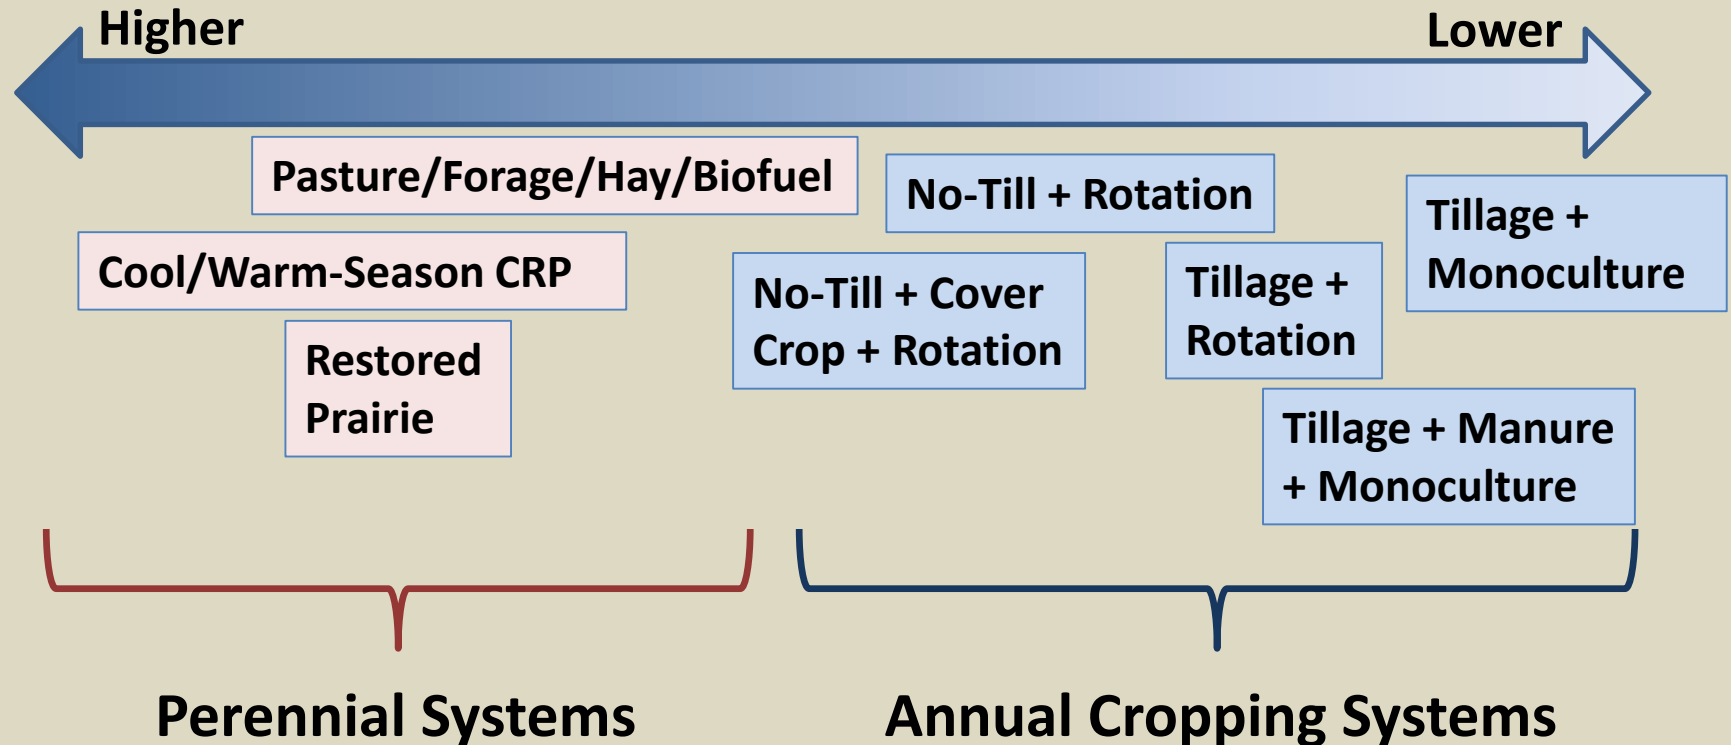 Higher
Lower
Pasture/Forage/Hay/Biofuel
No-Till + Rotation
Tillage +
Monoculture
Cool/Warm-Season CRP
No-Till + Cover
Crop + Rotation
Tillage +
Rotation
Restored
Prairie
Tillage + Manure
+ Monoculture
Perennial Systems
Annual Cropping Systems